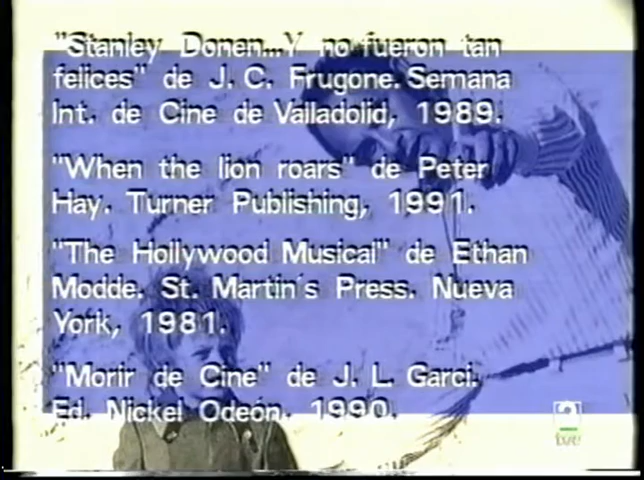 "Stanley Donen...Y no fueron tan
felices" de J. C. Frugone. Semana
Int. de Cine de Valladolid, 1989.
"When the lion roars" de Peter
Hay. Turner Publishing, 1991.
"The Hollywood Musical" de Ethan
Modde. St. Martin´s Press. Nueva
York, 1981.
"Morir de Cine" de J. L. Garci.
Ed. Nickel Odeón. 1990.
2
tve